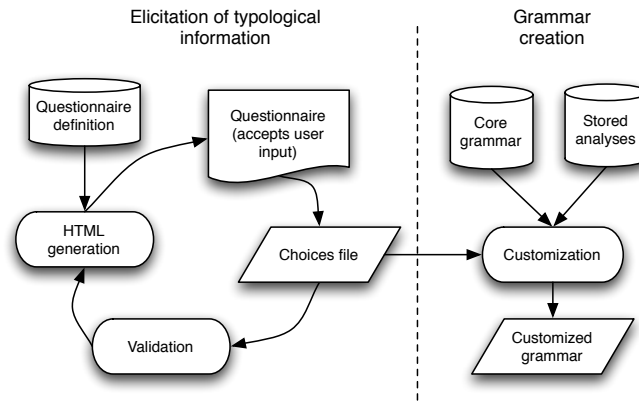 Elicitation of typological
information
Grammar
creation
Questionnaire
definition
Questionnaire
(accepts user
input)
Core
grammar
Stored
analyses
HTML
generation
Choices file
Customization
Validation
Customized
grammar